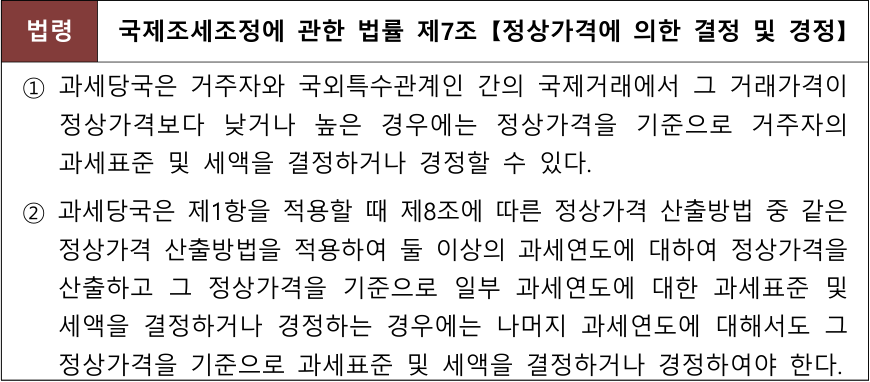 법령
국제조세조정에 관한 법률 제7조 【정상가격에 의한 결정 및 경정】
① 과세당국은 거주자와 국외특수관계인 간의 국제거래에서 그 거래가격이
정상가격보다 낮거나 높은 경우에는 정상가격을 기준으로 거주자의
과세표준 및 세액을 결정하거나 경정할 수 있다.
② 과세당국은 제1항을 적용할 때 제8조에 따른 정상가격 산출방법 중 같은
정상가격 산출방법을 적용하여 둘 이상의 과세연도에 대하여 정상가격을
산출하고 그 정상가격을 기준으로 일부 과세연도에 대한 과세표준 및
세액을 결정하거나 경정하는 경우에는 나머지 과세연도에 대해서도 그
정상가격을 기준으로 과세표준 및 세액을 결정하거나 경정하여야 한다.